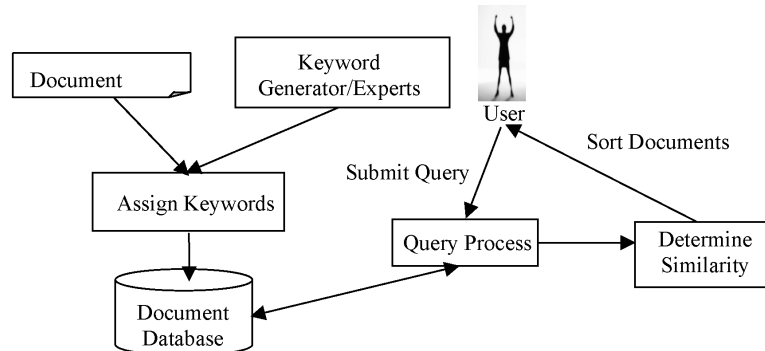 Document
Keyword
Generator/Experts
User
Sort Documents
Submit Query
Assign Keywords
Query Process
Determine
Similarity
Document
Database